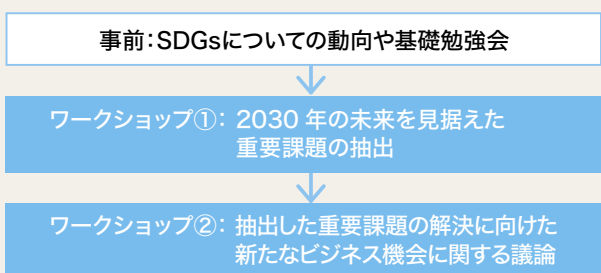 事前：SDGsについての動向や基礎勉強会
ワークショップ①： 2030 年の未来を見据えた
重要課題の抽出
ワークショップ②： 抽出した重要課題の解決に向けた
新たなビジネス機会に関する議論